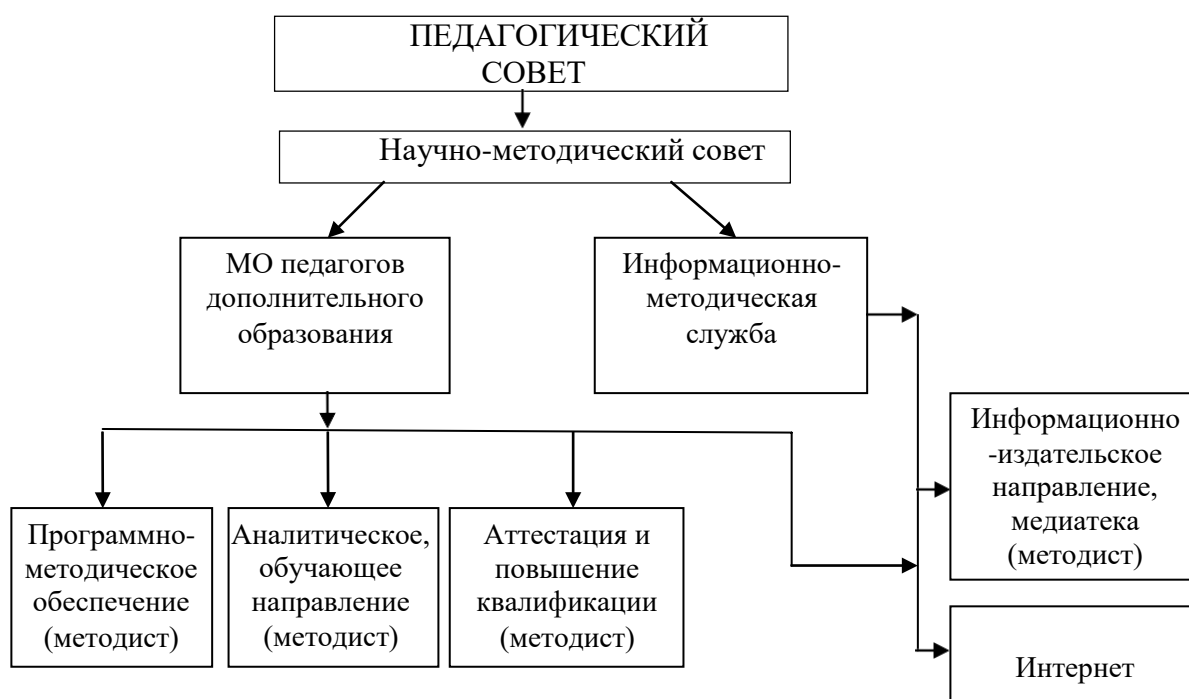 ПЕДАГОГИЧЕСКИЙ
СОВЕТ
Научно-методический совет
МО педагогов
дополнительного
образования
Информационно-
методическая
служба
Информационно
-издательское
направление,
медиатека
(методист)
Программно-
методическое
обеспечение
(методист)
Аналитическое,
обучающее
направление
(методист)
Аттестация и
повышение
квалификации
(методист)
Интернет